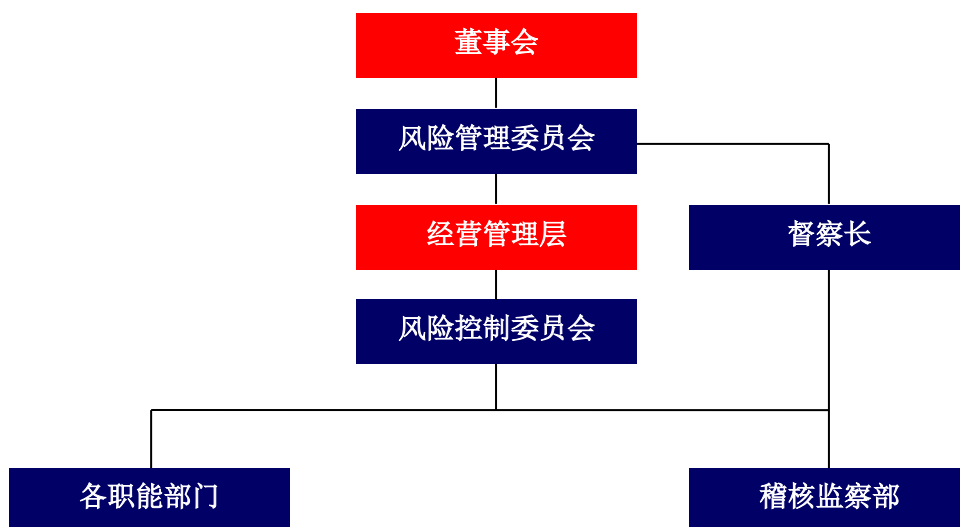 董事会
风险管理委员会
经营管理层
督察长
风险控制委员会
各职能部门
稽核监察部